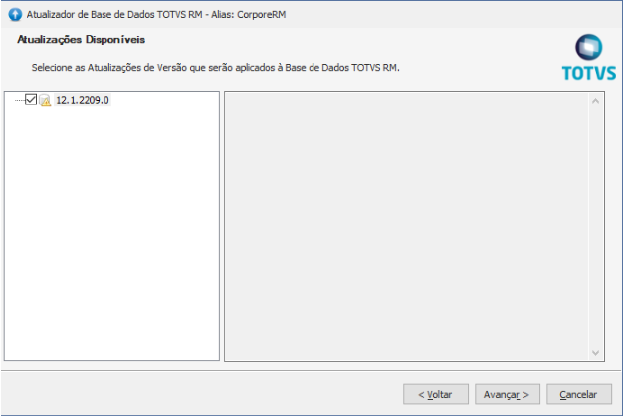 Atualizador de Base de Dados TOTVS RM - Alias: CorporeRM
Atualizações Disponíveis
Selecione as Atualizações de Versão que serão aplicados à Base de Dados TOTVS RM.
TOTVS
12.1.2209.0
< Voltar
Avançar >
Cancelar